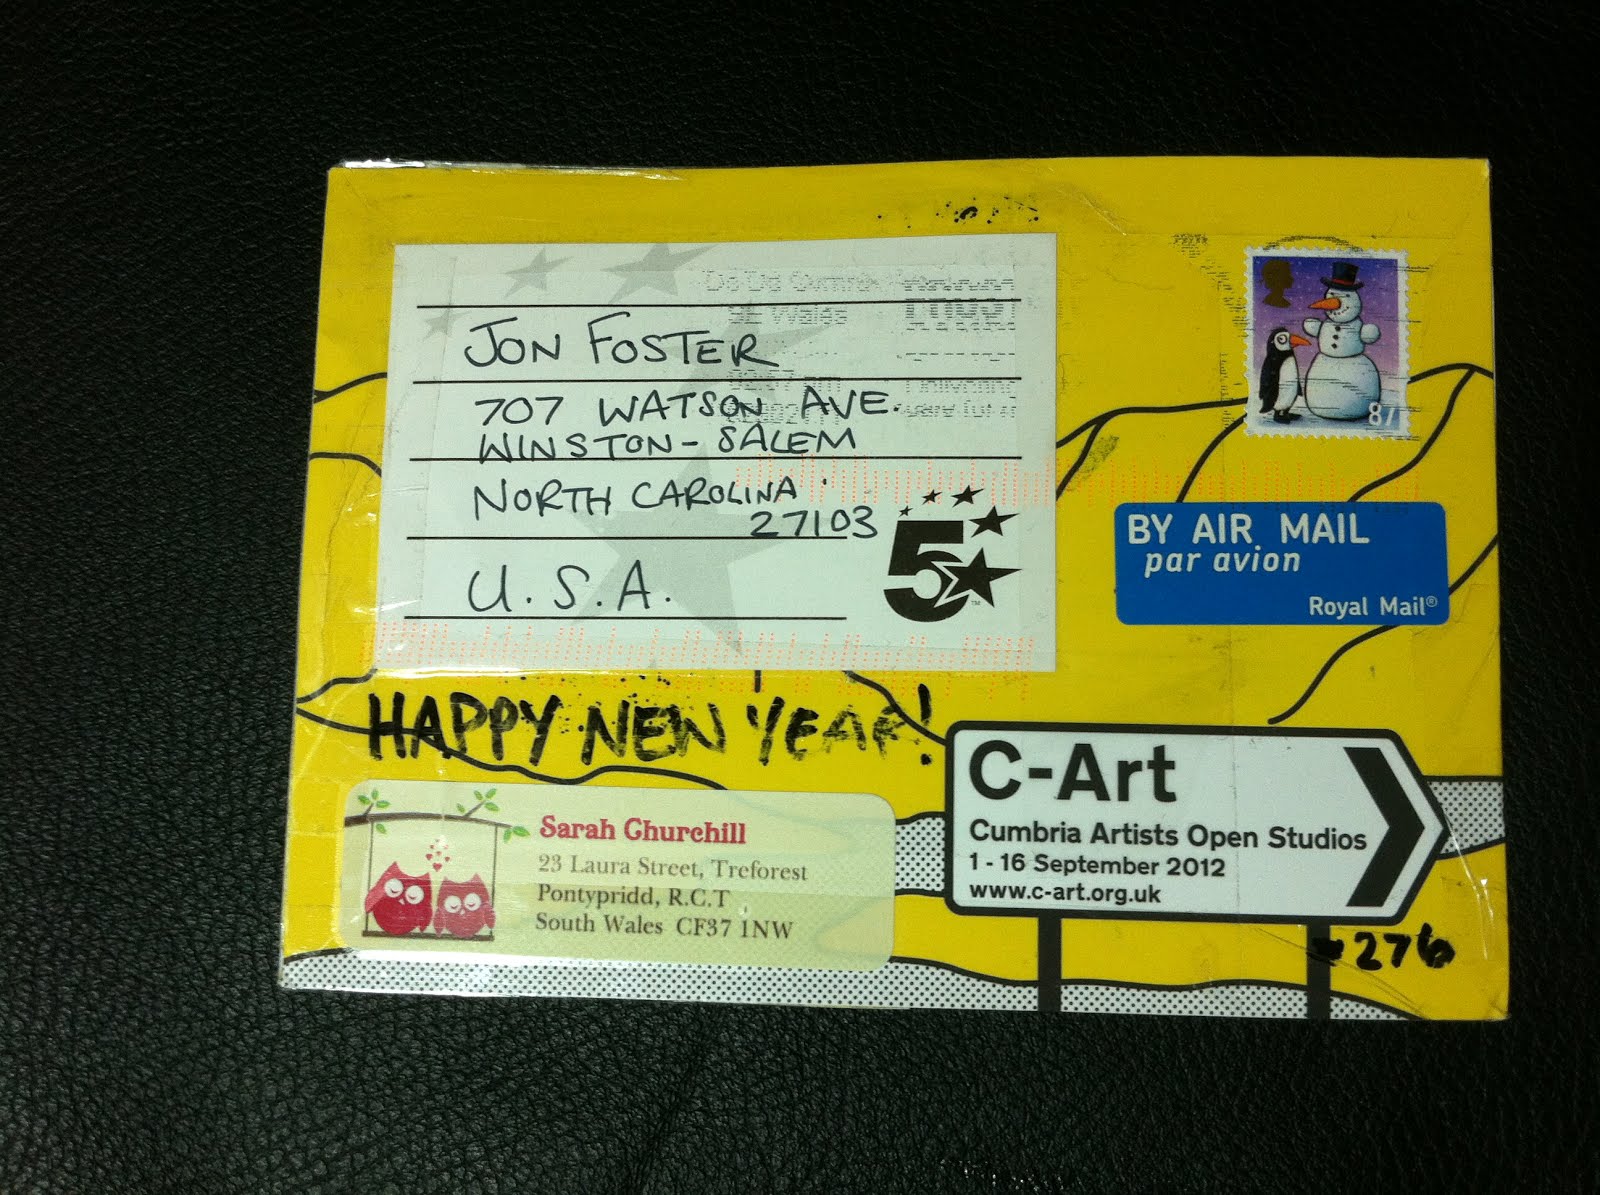 JON FOSTER
707 WATSON AVE.
WINSTON-SALEM
NORTH CAROLINA
27103
U.S.A.
5
TM
87
BY AIR MAIL
par avion
Royal Mail®
HAPPY NEW YEAR!
Sarah Churchill
23 Laura Street, Treforest
Pontypridd, R.C.T
South Wales CF37 1NW
C-Art
Cumbria Artists Open Studios
1 - 16 September 2012
www.c-art.org.uk
276